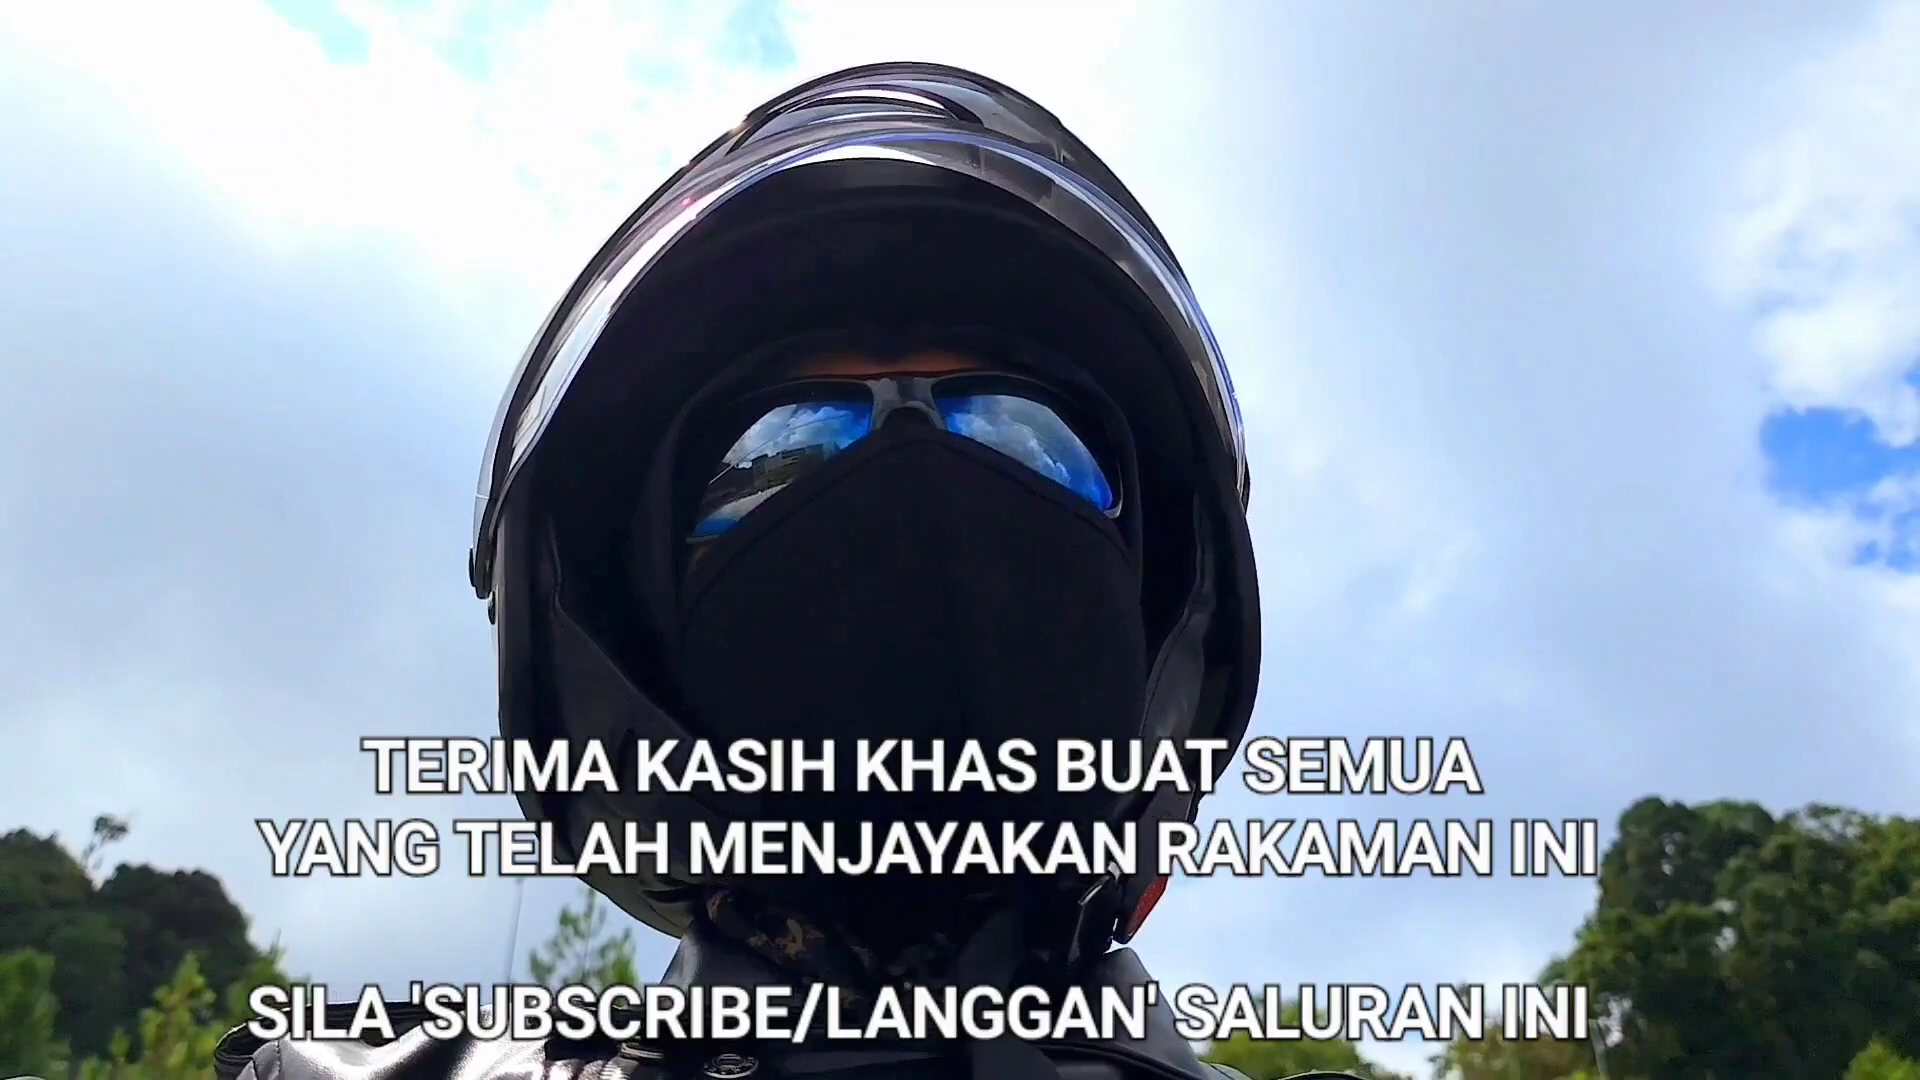 TERIMA KASIH KHAS BUAT SEMUA
YANG TELAH MENJAYAKAN RAKAMAN INI
SILA 'SUBSCRIBE/LANGGAN' SALURAN INI